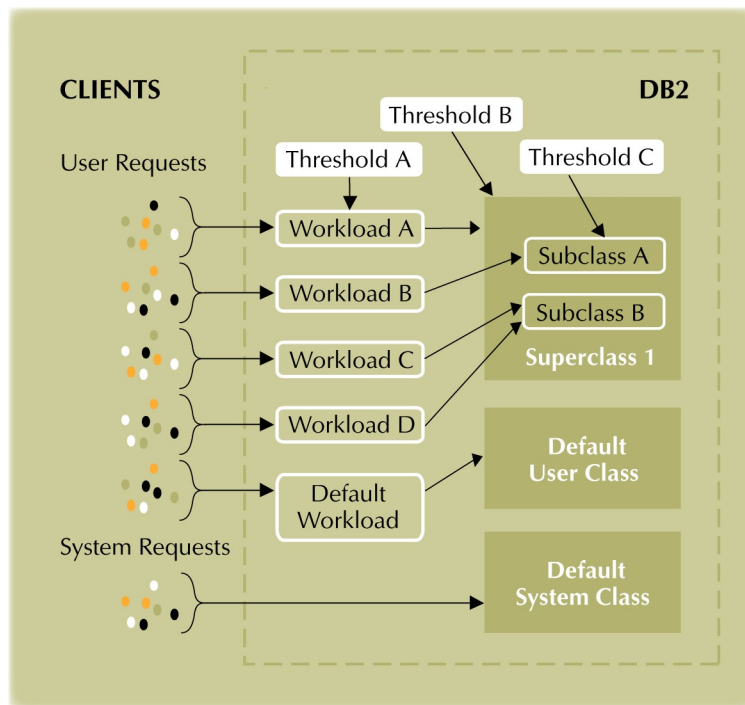 CLIENTS
DB2
Threshold B
Threshold A
Threshold C
User Requests
Workload A
Subclass A
Workload B
Subclass B
Workload C
Superclass 1
Workload D
Default
User Class
Default
Workload
System Requests
Default
System Class